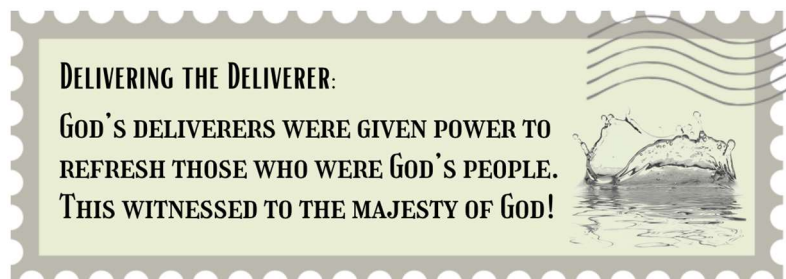 Delivering the Deliverer:
God's deliverers were given power to
refresh those who were God's people.
This witnessed to the majesty of God!